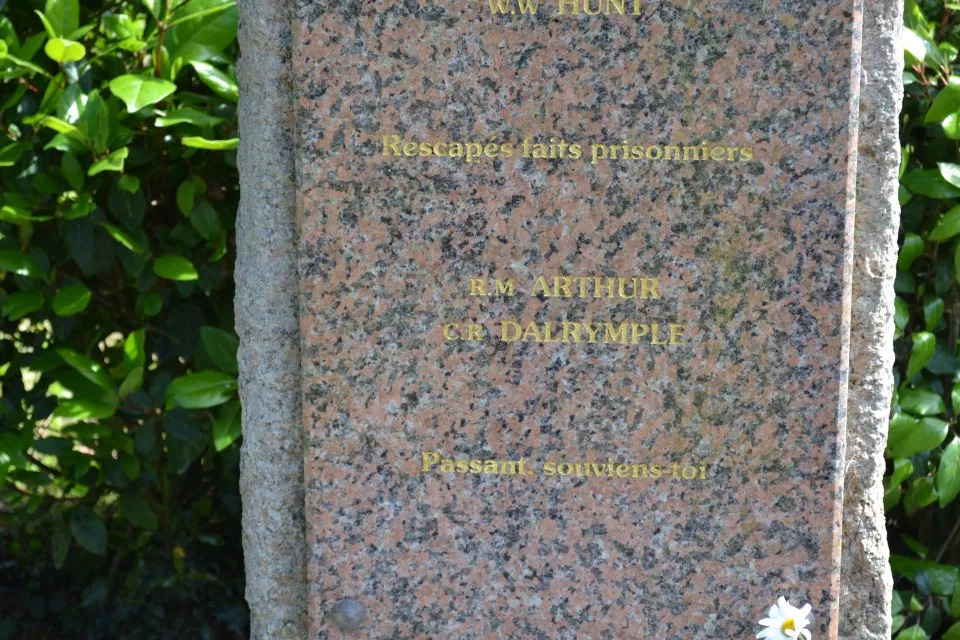 W.W HUNT
Rescapés faits prisonniers
R.M ARTHUR
C.R DALRYMPLE
Passant, souviens-toi